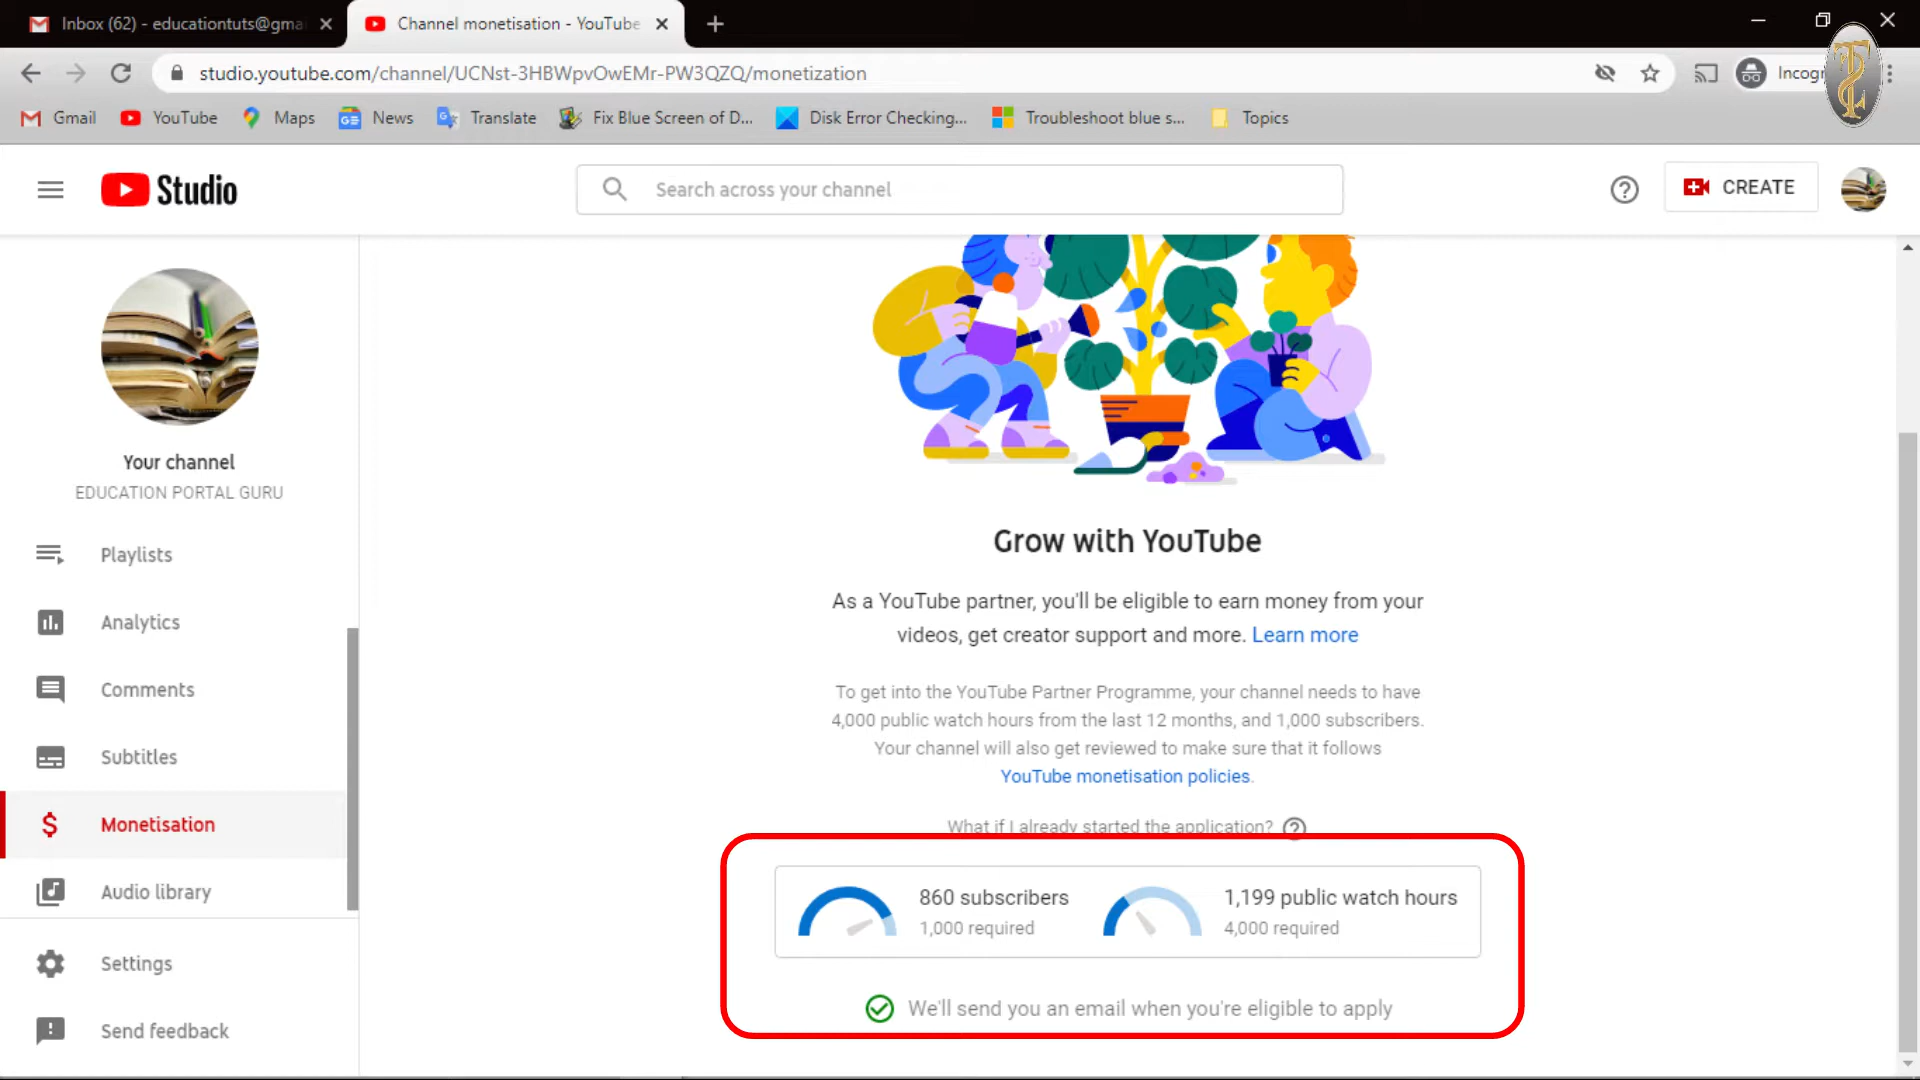 Inbox (62) - educationtuts@gma
Channel monetisation - YouTube
studio.youtube.com/channel/UCNst-3HBWpvOwEMr-PW3QZQ/monetization
Incogn
Gmail
YouTube
Maps
News
Translate
Fix Blue Screen of D...
Disk Error Checking...
Troubleshoot blue s...
Topics
Studio
Search across your channel
CREATE
Your channel
EDUCATION PORTAL GURU
Playlists
Analytics
Comments
Subtitles
Monetisation
Audio library
Settings
Send feedback
Grow with YouTube
As a YouTube partner, you'll be eligible to earn money from your
videos, get creator support and more. Learn more
To get into the YouTube Partner Programme, your channel needs to have
4,000 public watch hours from the last 12 months, and 1,000 subscribers.
Your channel will also get reviewed to make sure that it follows
YouTube monetisation policies.
What if I already started the application?
860 subscribers
1,000 required
1,199 public watch hours
4,000 required
We'll send you an email when you're eligible to apply